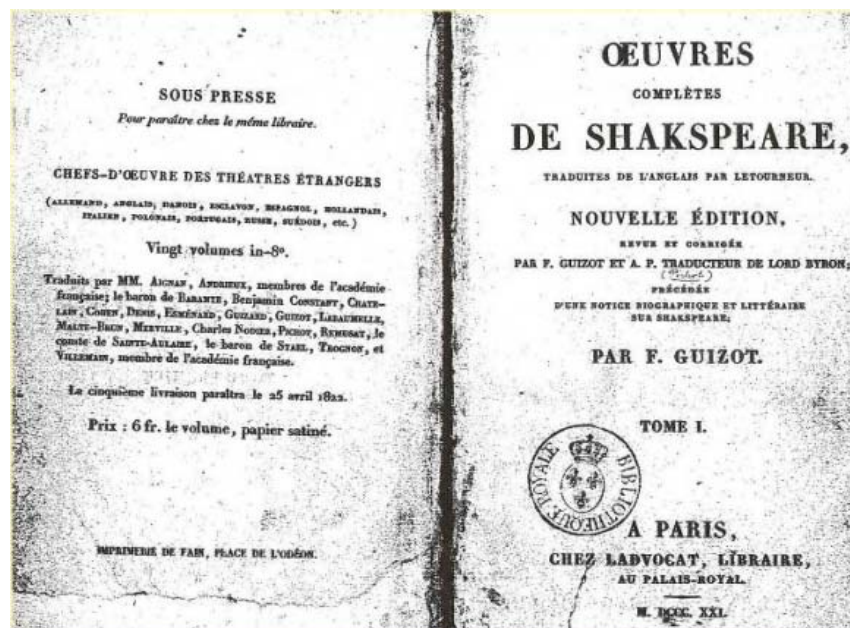 SOUS PRESSE
Pour paraître chez le même libraire.
CHEFS-D'ŒUVRE DES THÉATRES ÉTRANGERS
(ALLEMAND, ANGLAIS, DANOIS, ESCLAVON, ESPAGNOL, HOLLANDAIS,
ITALIEN, POLONAIS, PORTUGAIS, RUSSE, SUÉDOIS, etc.)
Vingt volumes in-8º.
Traduits par MM. AIGNAN, ANDRIEUX, membres de l'académie
française; le baron de BARANTE, Benjamin CONSTANT, CHATE-
LAIN, COHEN, DENIS, ESMÉNARD, GUIZARD, GUIZOT, LABAUMELLE,
MALTE-BRUN, MERVILLE, Charles NODIER, PICHOT, REMUSAT, le
comte de SAINTE-AULAIRE, le baron de STAEL, TROGNON, et
VILLEMAIN, membre de l'académie française.
La cinquième livraison paraîtra le 25 avril 1822.
Prix : 6 fr. le volume, papier satiné.
IMPRIMERIE DE FAIN, PLACE DE L'ODÉON.
ŒUVRES
COMPLÈTES
DE SHAKSPEARE,
TRADUITES DE L'ANGLAIS PAR LETOURNEUR.
NOUVELLE ÉDITION,
REVUE ET CORRIGÉE
PAR F. GUIZOT ET A. P. TRADUCTEUR DE LORD BYRON;
(Pichot)
PRÉCÉDÉE
D'UNE NOTICE BIOGRAPHIQUE ET LITTÉRAIRE
SUR SHAKSPEARE;
PAR F. GUIZOT.
TOME I.
BIBLIOTHÈQUE ROYALE
A PARIS,
CHEZ LADVOCAT, LIBRAIRE,
AU PALAIS-ROYAL.
M. DCCC. XXI.